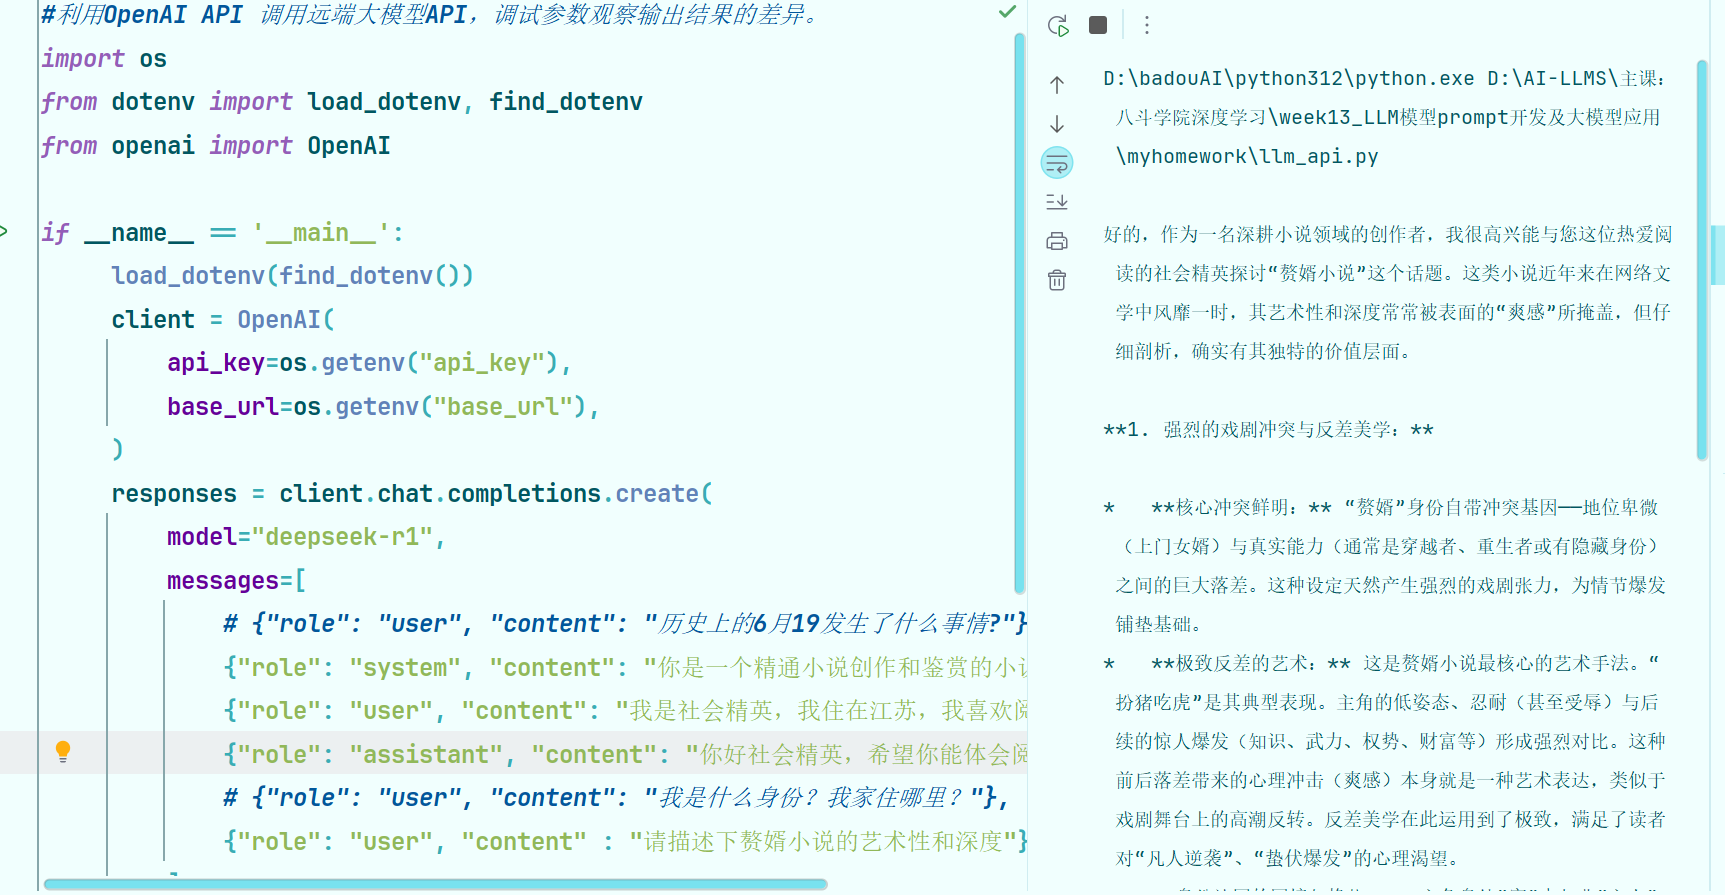 #利用OpenAI API 调用远端大模型API，调试参数观察输出结果的差异。
import os
from dotenv import load_dotenv, find_dotenv
from openai import OpenAI
if __name__ == '__main__':
load_dotenv(find_dotenv())
client = OpenAI(
api_key=os.getenv("api_key"),
base_url=os.getenv("base_url"),
)
responses = client.chat.completions.create(
model="deepseek-r1",
messages=[
# {"role": "user", "content": "历史上的6月19发生了什么事情?"}
{"role": "system", "content": "你是一个精通小说创作和鉴赏的小
{"role": "user", "content": "我是社会精英，我住在江苏，我喜欢阅
{"role": "assistant", "content": "你好社会精英，希望你能体会阅
# {"role": "user", "content": "我是什么身份？我家住哪里？"},
{"role": "user", "content" : "请描述下赘婿小说的艺术性和深度"}
D:\badouAI\python312\python.exe D:\AI-LLMS\主课：
八斗学院深度学习\week13_LLM模型prompt开发及大模型应用
\myhomework\llm_api.py
好的，作为一名深耕小说领域的创作者，我很高兴能与您这位热爱阅
读的社会精英探讨“赘婿小说”这个话题。这类小说近年来在网络文
学中风靡一时，其艺术性和深度常常被表面的“爽感”所掩盖，但仔
细剖析，确实有其独特的价值层面。
**1. 强烈的戏剧冲突与反差美学：**
* **核心冲突鲜明：** “赘婿”身份自带冲突基因——地位卑微
（上门女婿）与真实能力（通常是穿越者、重生者或有隐藏身份）
之间的巨大落差。这种设定天然产生强烈的戏剧张力，为情节爆发
铺垫基础。
* **极致反差的艺术：** 这是赘婿小说最核心的艺术手法。“
扮猪吃虎”是其典型表现。主角的低姿态、忍耐（甚至受辱）与后
续的惊人爆发（知识、武力、权势、财富等）形成强烈对比。这种
前后落差带来的心理冲击（爽感）本身就是一种艺术表达，类似于
戏剧舞台上的高潮反转。反差美学在此运用到了极致，满足了读者
对“凡人逆袭”、“蛰伏爆发”的心理渴望。